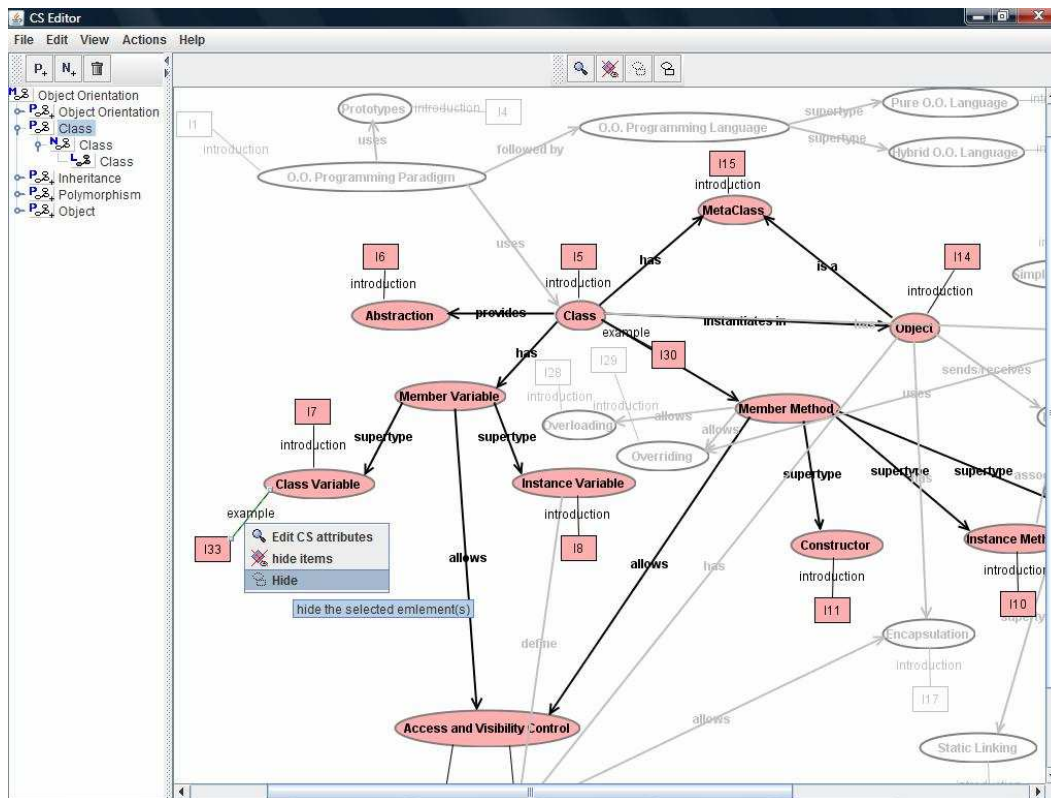 CS Editor
File Edit View Actions Help
P+ N+
M Object Orientation
P+ Object Orientation
P+ Class
N+ Class
L Class
P+ Inheritance
P+ Polymorphism
P+ Object
Prototypes
introduction
I4
Pure O.O. Language
supertype
I1
introduction
uses
O.O. Programming Language
supertype
followed by
Hybrid O.O. Language
O.O. Programming Paradigm
I15
introduction
MetaClass
uses
I6
I5
has
is a
I14
introduction
introduction
introduction
Abstraction
provides
Class
instantiates in
has
Object
example
has
I30
I28
I29
introduction
introduction
sends/receives
uses
Member Variable
Member Method
allows
allows
Overloading
Overriding
I7
introduction
supertype
supertype
supertype
supertype
supertype
has
Class Variable
Instance Variable
example
introduction
I33
I8
Edit CS attributes
hide items
Hide
hide the selected emlement(s)
Constructor
introduction
I11
Instance Meth
introduction
I10
allows
allows
has
define
Encapsulation
introduction
I17
allows
Access and Visibility Control
Static Linking